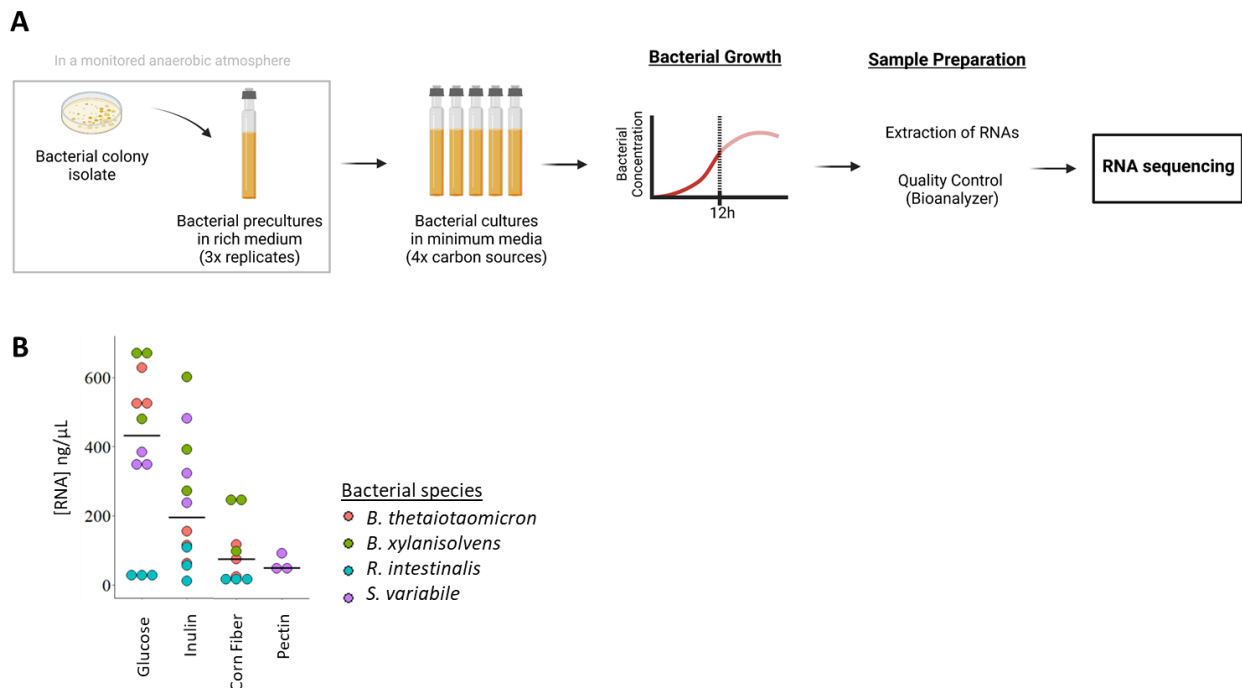 A
In a monitored anaerobic atmosphere
Bacterial colony
isolate
Bacterial precultures
in rich medium
(3x replicates)
Bacterial cultures
in minimum media
(4x carbon sources)
Bacterial Growth
Bacterial
Concentration
12h
Sample Preparation
Extraction of RNAs
Quality Control
(Bioanalyzer)
RNA sequencing
B
[RNA] ng/µL
600
400
200
0
Glucose
Inulin
Corn Fiber
Pectin
Bacterial species
B. thetaiotaomicron
B. xylanisolvens
R. intestinalis
S. variabile